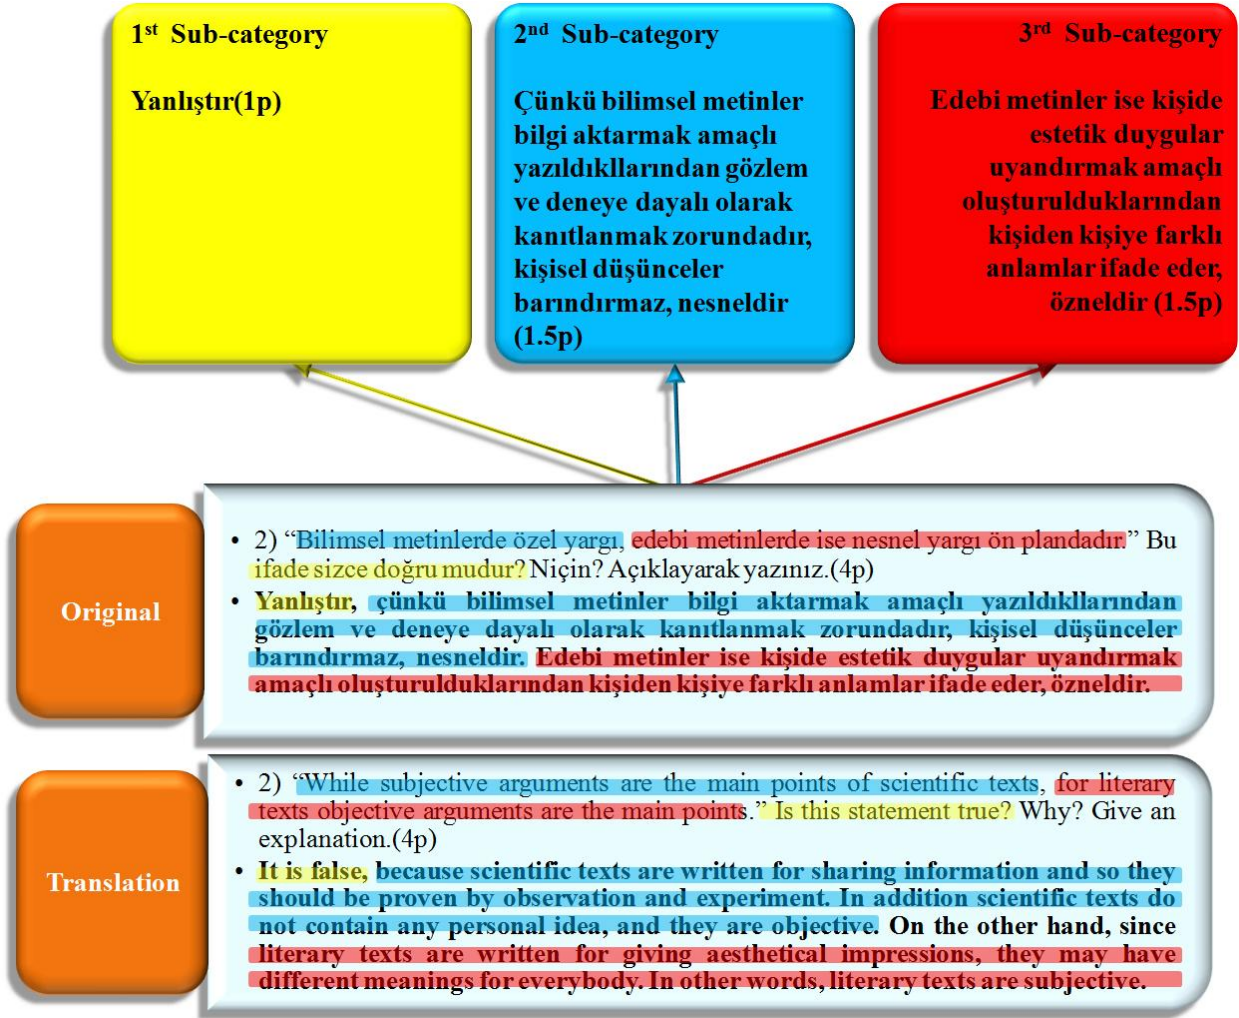 1st Sub-category
Yanlıştır(1p)
2nd Sub-category
Çünkü bilimsel metinler
bilgi aktarmak amaçlı
yazıldıkllarından gözlem
ve deneye dayalı olarak
kanıtlanmak zorundadır,
kişisel düşünceler
barındırmaz, nesneldir
(1.5p)
3rd Sub-category
Edebi metinler ise kişide
estetik duygular
uyandırmak amaçlı
oluşturulduklarından
kişiden kişiye farklı
anlamlar ifade eder,
özneldir (1.5p)
Original
• 2) “Bilimsel metinlerde özel yargı, edebi metinlerde ise nesnel yargı ön plandadır.” Bu
ifade sizce doğru mudur? Niçin? Açıklayarak yazınız.(4p)
• Yanlıştır, çünkü bilimsel metinler bilgi aktarmak amaçlı yazıldıkllarından
gözlem ve deneye dayalı olarak kanıtlanmak zorundadır, kişisel düşünceler
barındırmaz, nesneldir. Edebi metinler ise kişide estetik duygular uyandırmak
amaçlı oluşturulduklarından kişiden kişiye farklı anlamlar ifade eder, özneldir.
Translation
• 2) “While subjective arguments are the main points of scientific texts, for literary
texts objective arguments are the main points.” Is this statement true? Why? Give an
explanation.(4p)
• It is false, because scientific texts are written for sharing information and so they
should be proven by observation and experiment. In addition scientific texts do
not contain any personal idea, and they are objective. On the other hand, since
literary texts are written for giving aesthetical impressions, they may have
different meanings for everybody. In other words, literary texts are subjective.